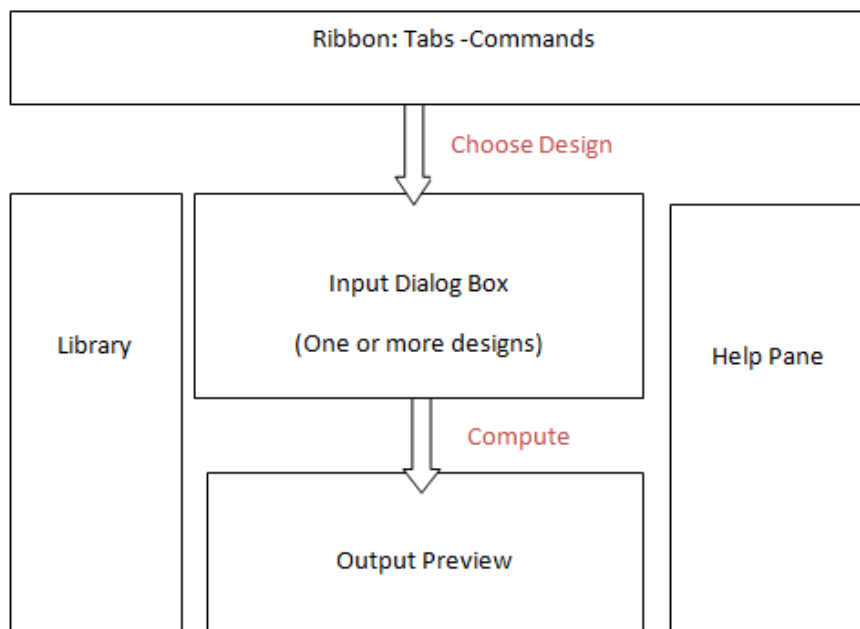 Ribbon: Tabs -Commands
Choose Design
Input Dialog Box
(One or more designs)
Library
Help Pane
Compute
Output Preview